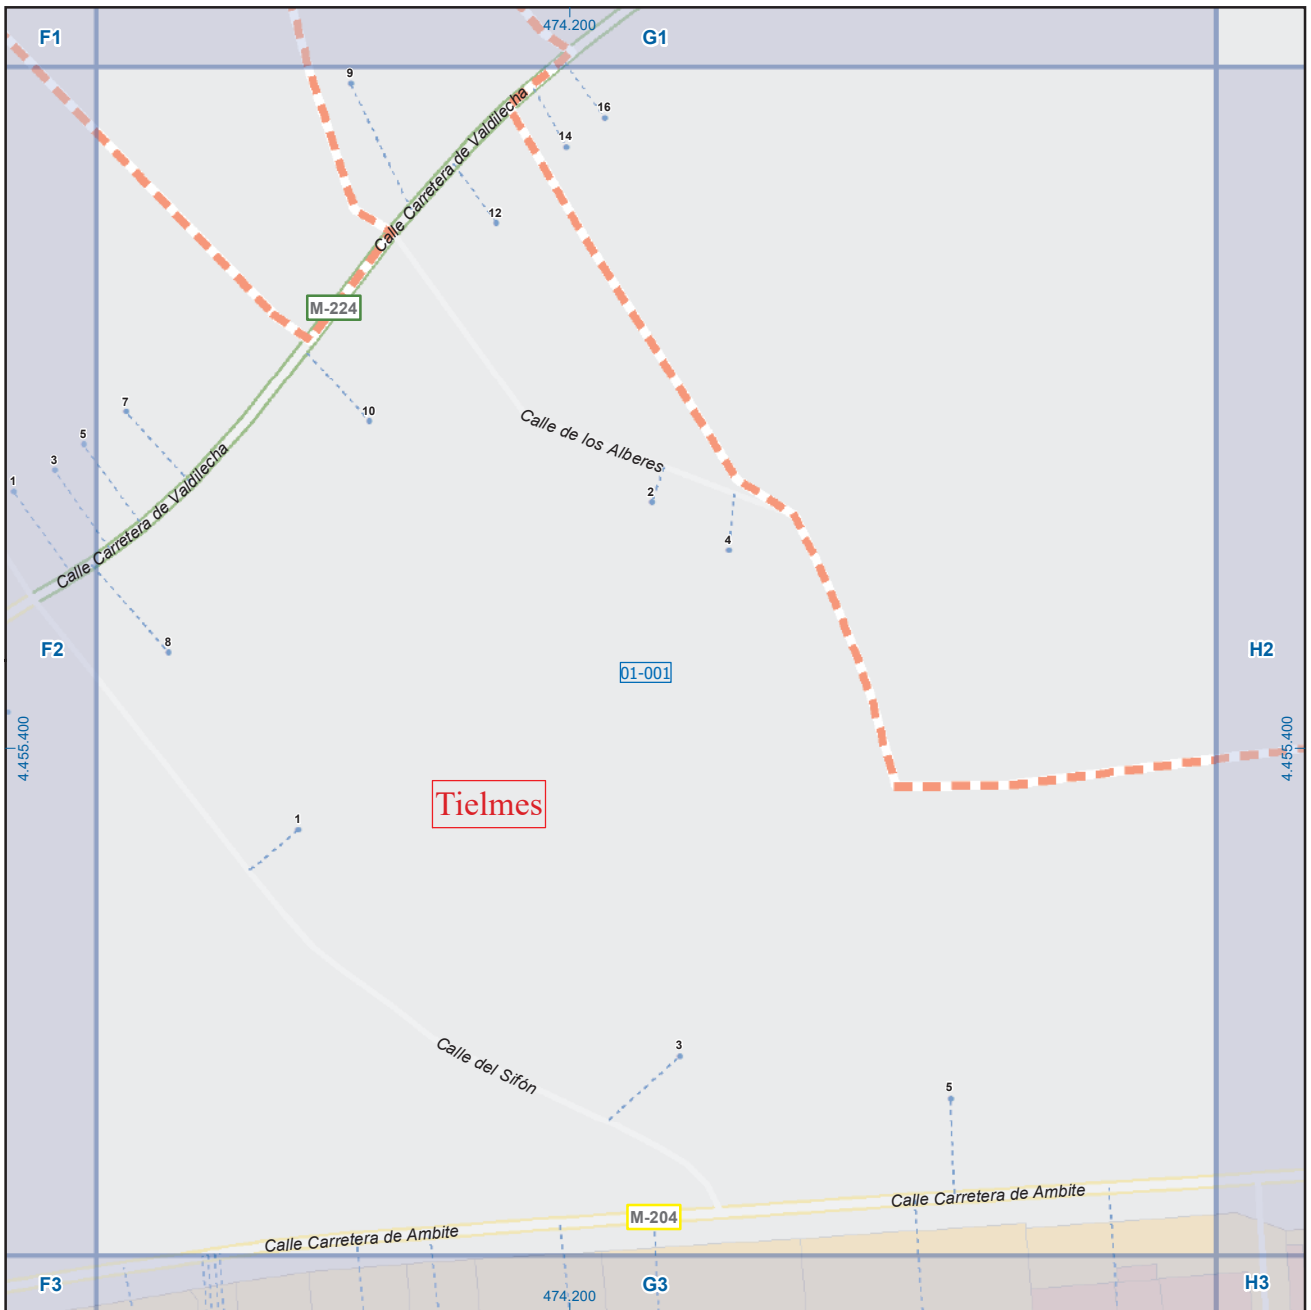 F1
474.200
G1
9
16
14
Calle Carretera de Valdilecha
12
M-224
7
10
5
Calle de los Alberes
3
Calle Carretera de Valdilecha
1
2
4
8
F2
01-001
H2
4.455.400
4.455.400
Tielmes
1
Calle del Sifón
3
5
Calle Carretera de Ambite
M-204
Calle Carretera de Ambite
F3
474.200
G3
H3